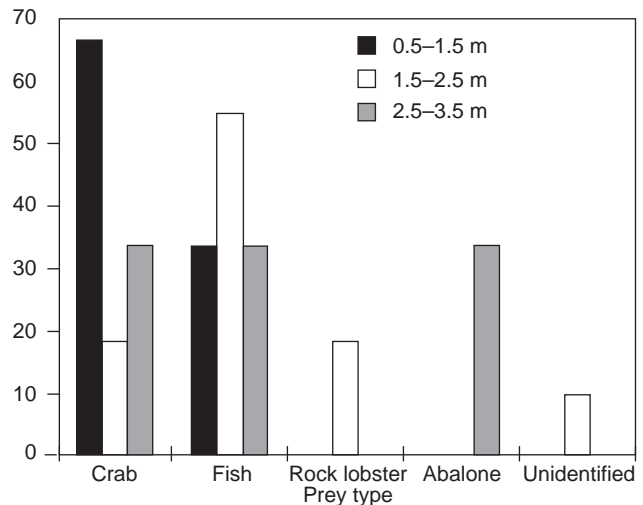 70
60
50
40
30
20
10
0
0.5–1.5 m
1.5–2.5 m
2.5–3.5 m
Crab Fish Rock lobster Abalone Unidentified
Prey type